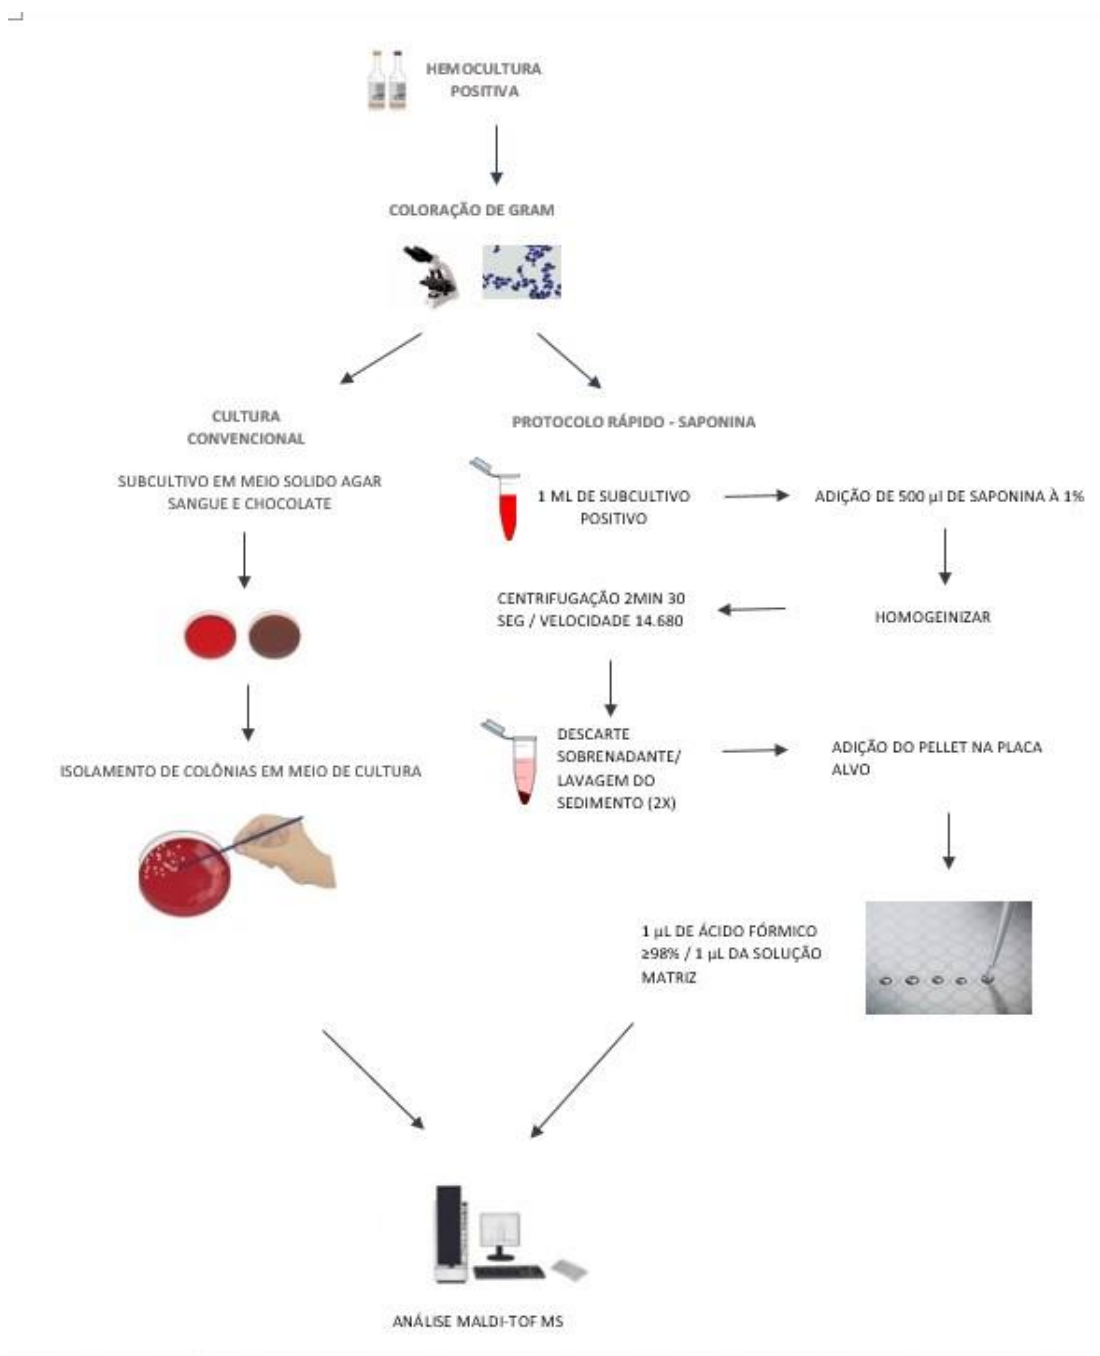 HEMOCULTURA
POSITIVA
COLORAÇÃO DE GRAM
CULTURA
CONVENCIONAL
SUBCULTIVO EM MEIO SOLIDO AGAR
SANGUE E CHOCOLATE
ISOLAMENTO DE COLÔNIAS EM MEIO DE CULTURA
PROTOCOLO RÁPIDO - SAPONINA
1 ML DE SUBCULTIVO
POSITIVO
ADIÇÃO DE 500 µl DE SAPONINA À 1%
HOMOGEINIZAR
CENTRIFUGAÇÃO 2MIN 30
SEG / VELOCIDADE 14.680
DESCARTE
SOBRENADANTE/
LAVAGEM DO
SEDIMENTO (2X)
ADIÇÃO DO PELLET NA PLACA
ALVO
1 µL DE ÁCIDO FÓRMICO
≥98% / 1 µL DA SOLUÇÃO
MATRIZ
ANÁLISE MALDI-TOF MS